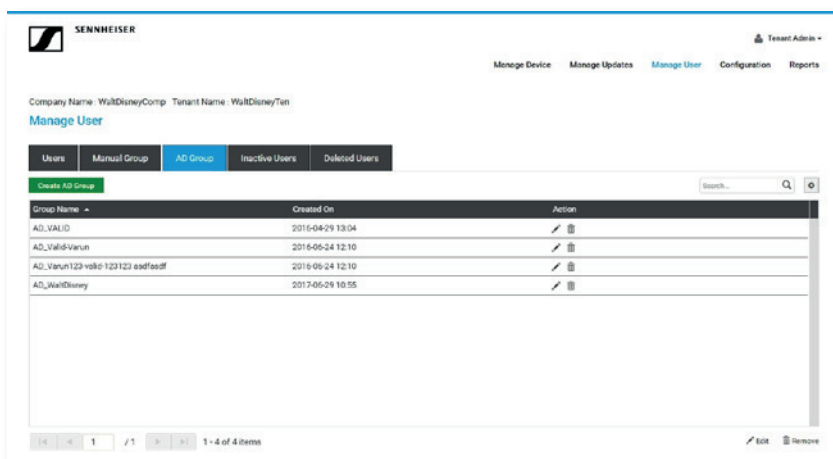 SENNHEISER
Tenant Admin
Manage Device Manage Updates Manage User Configuration Reports
Company Name : WaltDisneyComp Tenant Name : WaltDisneyTen
Manage User
Users Manual Group AD Group Inactive Users Deleted Users
Create AD Group Search...
Group Name Created On Action
AD_VALID 2016-04-29 13:04
AD_Valid-Varun 2016-06-24 12:10
AD_Varun123-valid-123123 asdfasdf 2016-06-24 12:10
AD_WaltDisney 2017-06-29 10:55
1 / 1 1 - 4 of 4 items Edit Remove